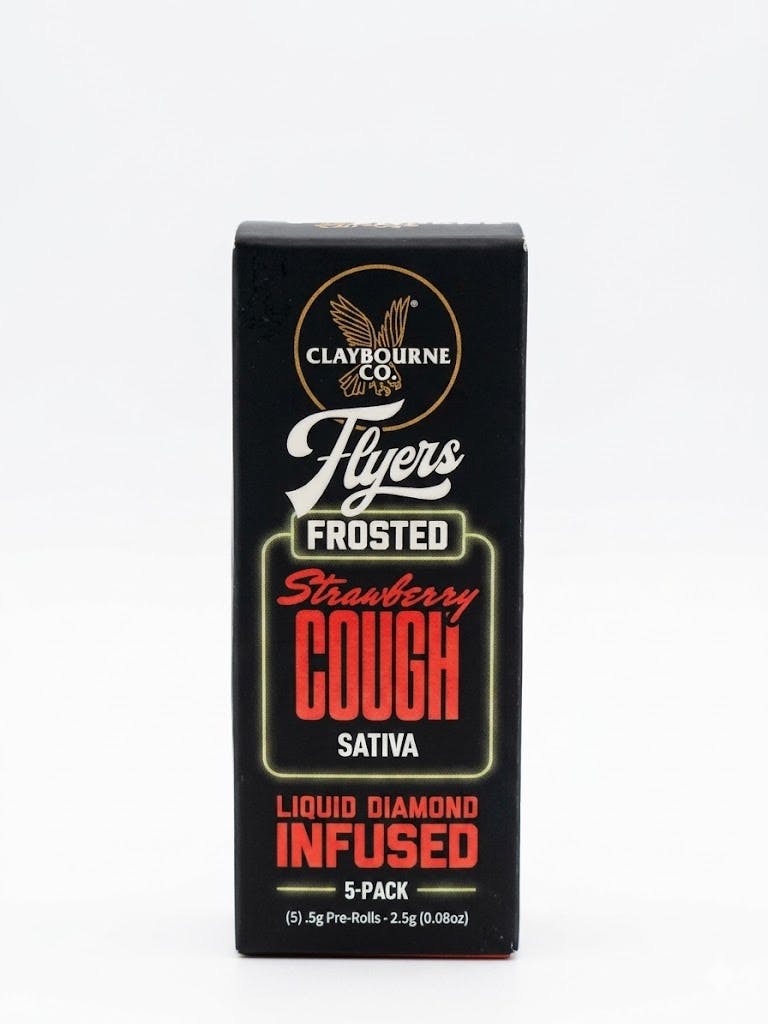 CLAYBOURNE
CO.
®
Flyers
FROSTED
Strawberry
COUGH
SATIVA
LIQUID DIAMOND
INFUSED
5-PACK
(5) .5g Pre-Rolls - 2.5g (0.08oz)